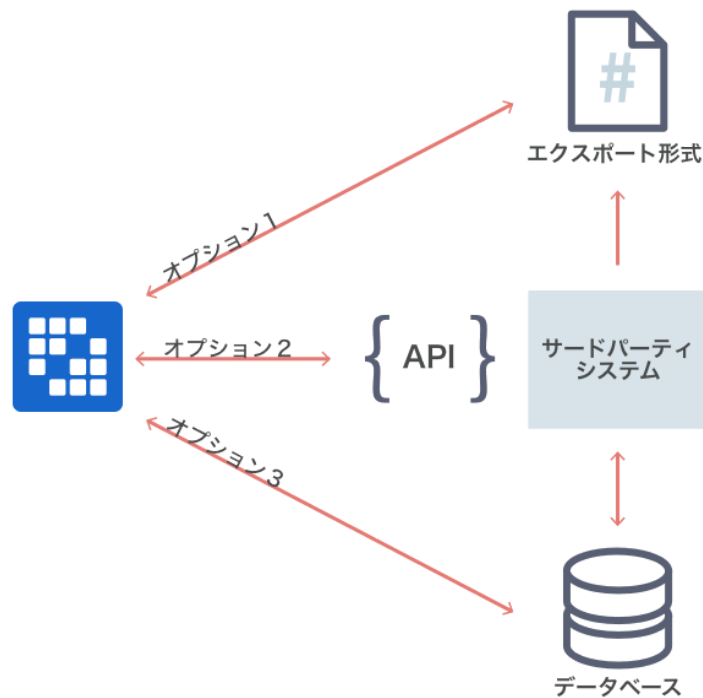 #
エクスポート形式
オプション1
オプション2
{ API }
サードパーティ
システム
オプション3
データベース